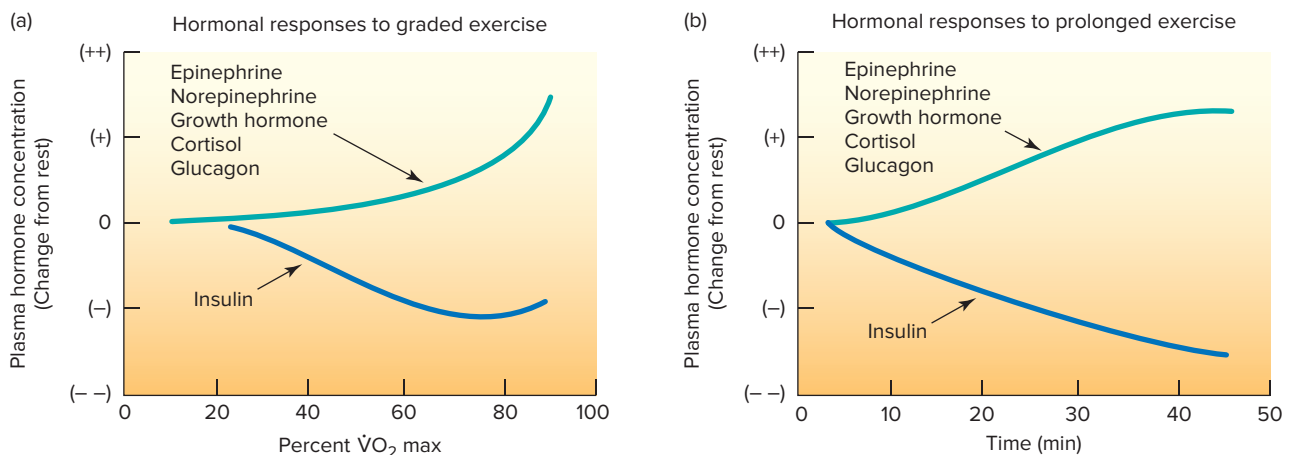 (a)
Hormonal responses to graded exercise
Plasma hormone concentration
(Change from rest)
(++)
(+)
0
(–)
(– –)
Epinephrine
Norepinephrine
Growth hormone
Cortisol
Glucagon
Insulin
0 20 40 60 80 100
Percent V̇O₂ max
(b)
Hormonal responses to prolonged exercise
Plasma hormone concentration
(Change from rest)
(++)
(+)
0
(–)
(– –)
Epinephrine
Norepinephrine
Growth hormone
Cortisol
Glucagon
Insulin
0 10 20 30 40 50
Time (min)